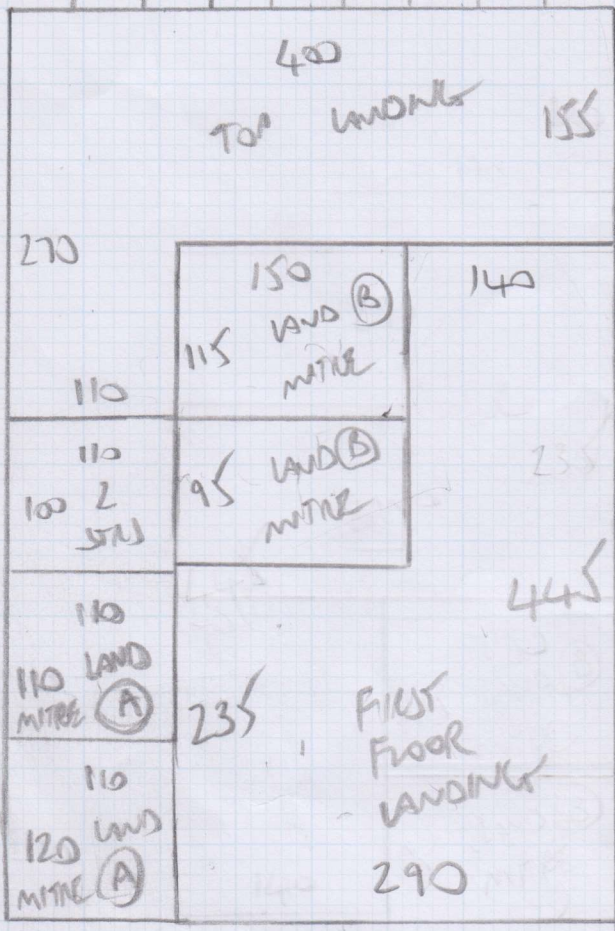 400
TOP LANDING 155
270
150
LAND B
115
MITRE
140
110
110
100 2
STRS
LAND B
95
MITRE
235
445
110
110 LAND
MITRE A
235
FIRST
FLOOR
LANDING
110
120 LAND
MITRE A
290